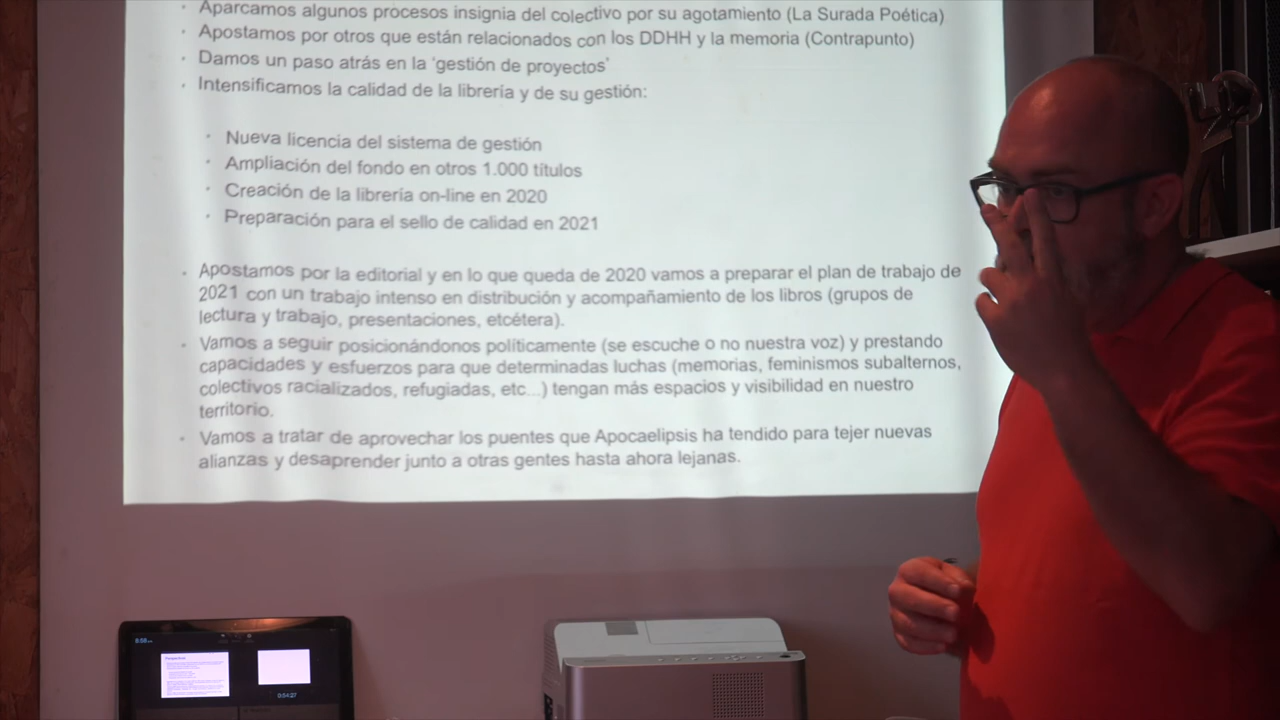 Aparcamos algunos procesos insignia del colectivo por su agotamiento (La Surada Poética)
Apostamos por otros que están relacionados con los DDHH y la memoria (Contrapunto)
Damos un paso atrás en la 'gestión de proyectos'
Intensificamos la calidad de la librería y de su gestión:
Nueva licencia del sistema de gestión
Ampliación del fondo en otros 1.000 títulos
Creación de la librería on-line en 2020
Preparación para el sello de calidad en 2021
Apostamos por la editorial y en lo que queda de 2020 vamos a preparar el plan de trabajo de
2021 con un trabajo intenso en distribución y acompañamiento de los libros (grupos de
lectura y trabajo, presentaciones, etcétera).
Vamos a seguir posicionándonos políticamente (se escuche o no nuestra voz) y prestando
capacidades y esfuerzos para que determinadas luchas (memorias, feminismos subalternos,
colectivos racializados, refugiadas, etc...) tengan más espacios y visibilidad en nuestro
territorio.
Vamos a tratar de aprovechar los puentes que Apocaelipsis ha tendido para tejer nuevas
alianzas y desaprender junto a otras gentes hasta ahora lejanas.
0:54:27